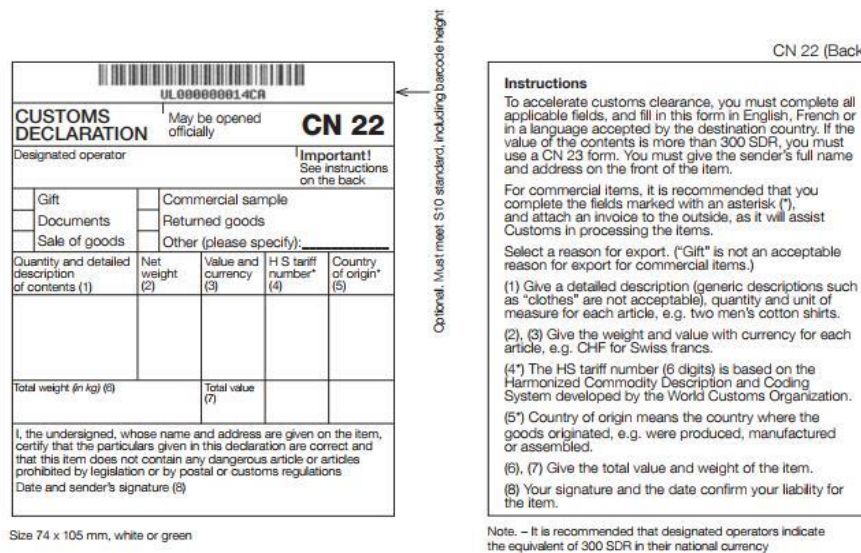 UL000000014CA
CUSTOMS
DECLARATION
May be opened
officially
CN 22
Designated operator
Important!
See instructions
on the back
Gift
Commercial sample
Documents
Returned goods
Sale of goods
Other (please specify):
Quantity and detailed
description
of contents (1)
Net
weight
(2)
Value and
currency
(3)
H S tariff
number*
(4)
Country
of origin*
(5)
Total weight (in kg) (6)
Total value
(7)
I, the undersigned, whose name and address are given on the item,
certify that the particulars given in this declaration are correct and
that this item does not contain any dangerous article or articles
prohibited by legislation or by postal or customs regulations
Date and sender's signature (8)
Size 74 x 105 mm, white or green
Optional. Must meet S10 standard, including barcode height
CN 22 (Back
Instructions
To accelerate customs clearance, you must complete all
applicable fields, and fill in this form in English, French or
in a language accepted by the destination country. If the
value of the contents is more than 300 SDR, you must
use a CN 23 form. You must give the sender's full name
and address on the front of the item.
For commercial items, it is recommended that you
complete the fields marked with an asterisk (*),
and attach an invoice to the outside, as it will assist
Customs in processing the items.
Select a reason for export. ("Gift" is not an acceptable
reason for export for commercial items.)
(1) Give a detailed description (generic descriptions such
as "clothes" are not acceptable), quantity and unit of
measure for each article, e.g. two men's cotton shirts.
(2), (3) Give the weight and value with currency for each
article, e.g. CHF for Swiss francs.
(4*) The HS tariff number (6 digits) is based on the
Harmonized Commodity Description and Coding
System developed by the World Customs Organization.
(5*) Country of origin means the country where the
goods originated, e.g. were produced, manufactured
or assembled.
(6), (7) Give the total value and weight of the item.
(8) Your signature and the date confirm your liability for
the item.
Note. – It is recommended that designated operators indicate
the equivalent of 300 SDR in their national currency